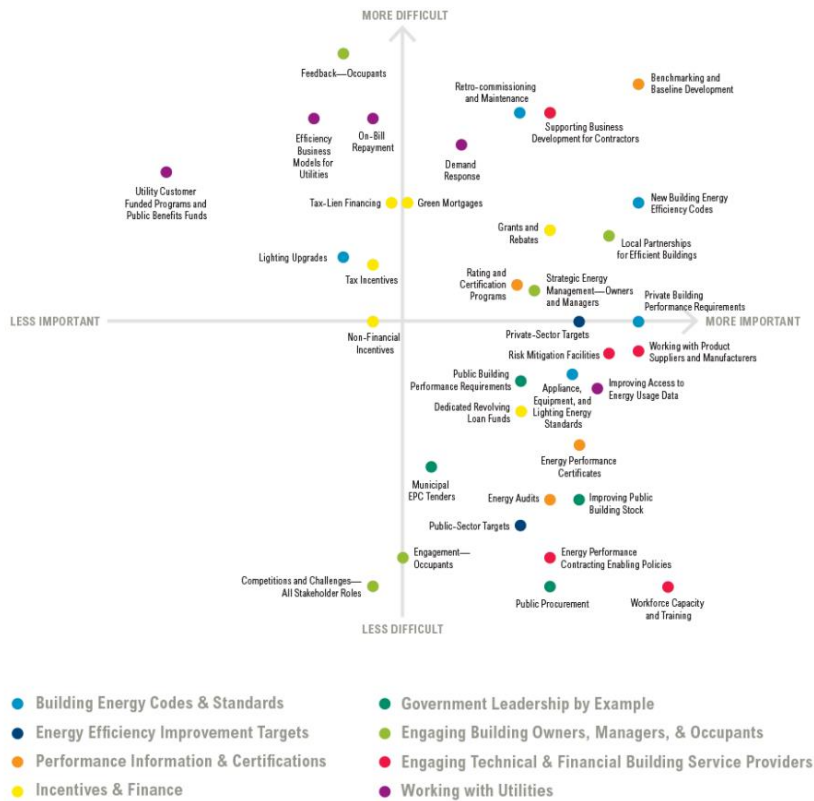 MORE DIFFICULT
Feedback—Occupants
Benchmarking and
Baseline Development
Retro-commissioning
and Maintenance
Supporting Business
Development for Contractors
Efficiency
Business
Models for
Utilities
On-Bill
Repayment
Demand
Response
Utility Customer
Funded Programs and
Public Benefits Funds
Tax-Lien Financing
Green Mortgages
New Building Energy
Efficiency Codes
Grants and
Rebates
Local Partnerships
for Efficient Buildings
Lighting Upgrades
Tax Incentives
Rating and
Certification
Programs
Strategic Energy
Management—Owners
and Managers
Private Building
Performance Requirements
LESS IMPORTANT
MORE IMPORTANT
Non-Financial
Incentives
Private-Sector Targets
Risk Mitigation Facilities
Working with Product
Suppliers and Manufacturers
Public Building
Performance Requirements
Appliance,
Equipment, and
Lighting Energy
Standards
Improving Access to
Energy Usage Data
Dedicated Revolving
Loan Funds
Energy Performance
Certificates
Municipal
EPC Tenders
Energy Audits
Improving Public
Building Stock
Public-Sector Targets
Engagement—
Occupants
Energy Performance
Contracting Enabling Policies
Competitions and Challenges—
All Stakeholder Roles
Public Procurement
Workforce Capacity
and Training
LESS DIFFICULT
Building Energy Codes & Standards
Energy Efficiency Improvement Targets
Performance Information & Certifications
Incentives & Finance
Government Leadership by Example
Engaging Building Owners, Managers, & Occupants
Engaging Technical & Financial Building Service Providers
Working with Utilities